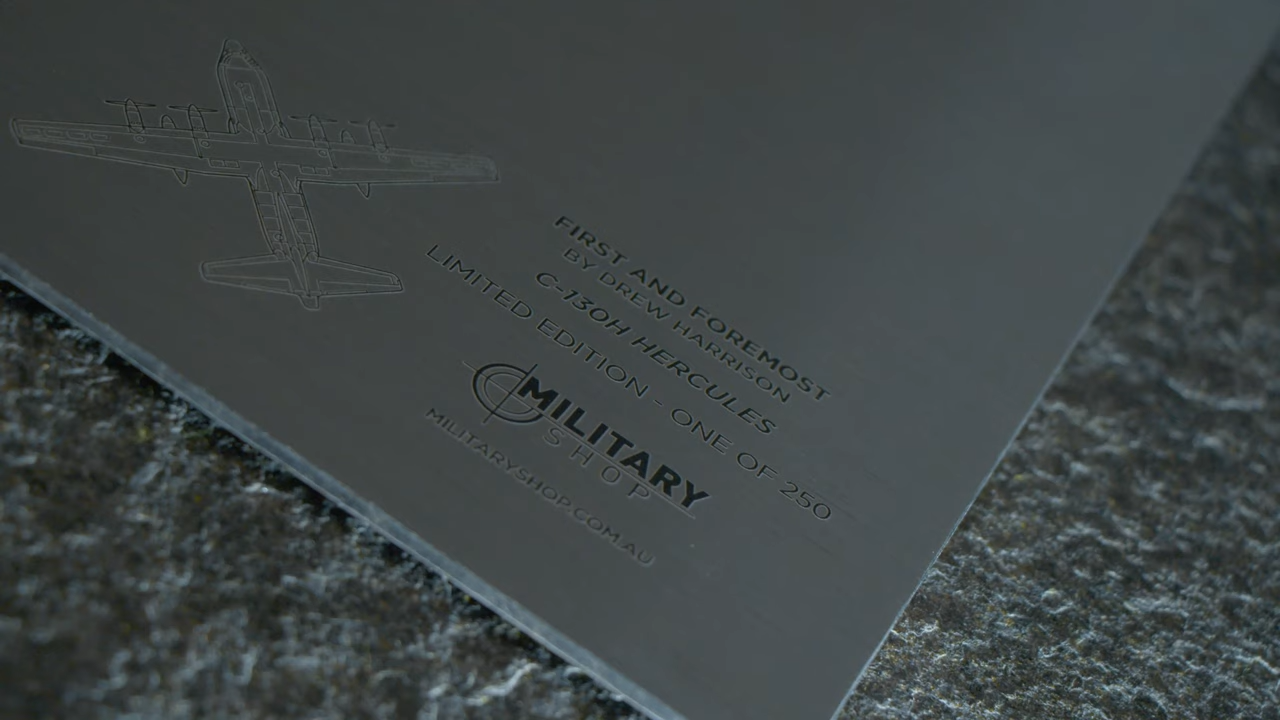 FIRST AND FOREMOST
BY DREW HARRISON
C-130H HERCULES
LIMITED EDITION - ONE OF 250
MILITARY
SHOP
MILITARYSHOP.COM.AU